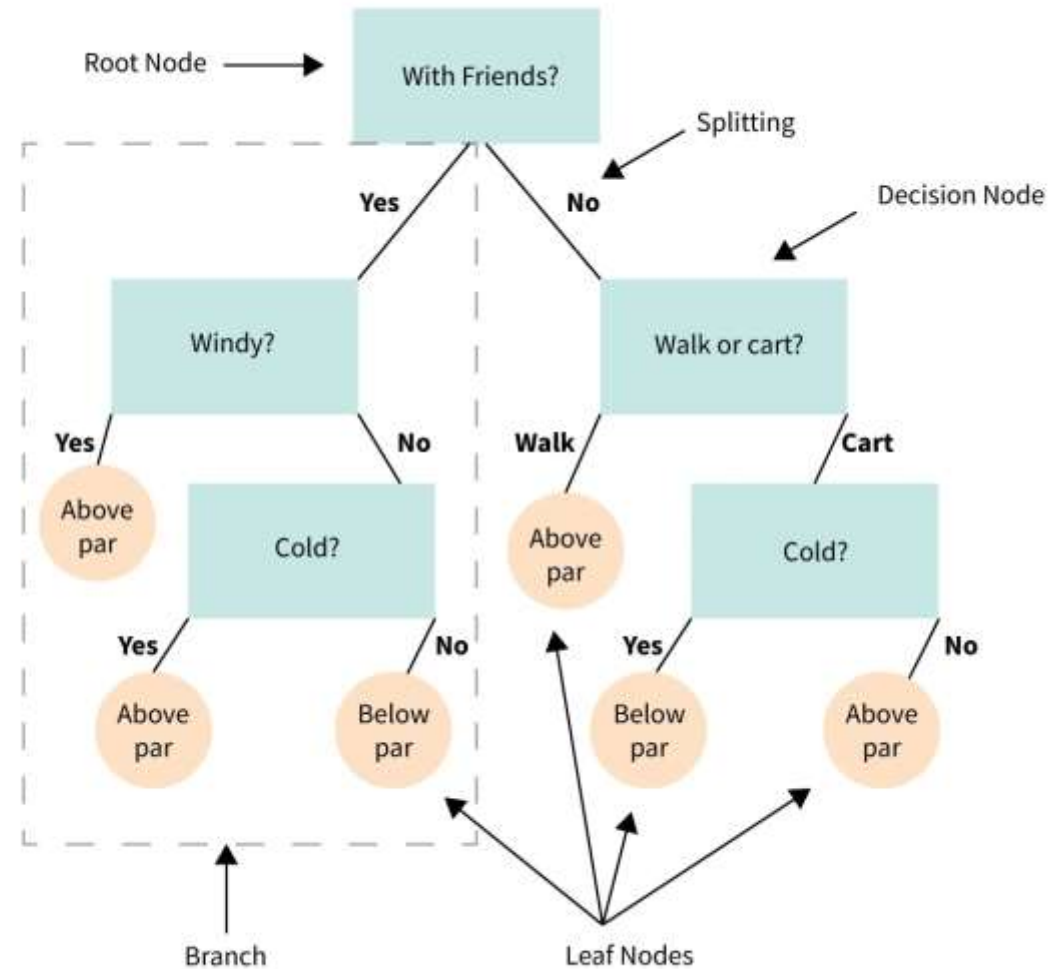 With Friends?
Root Node
Splitting
Yes
No
Decision Node
Windy?
Walk or cart?
Yes
No
Walk
Cart
Above
par
Cold?
Above
par
Cold?
Yes
No
Yes
No
Above
par
Below
par
Below
par
Above
par
Branch
Leaf Nodes